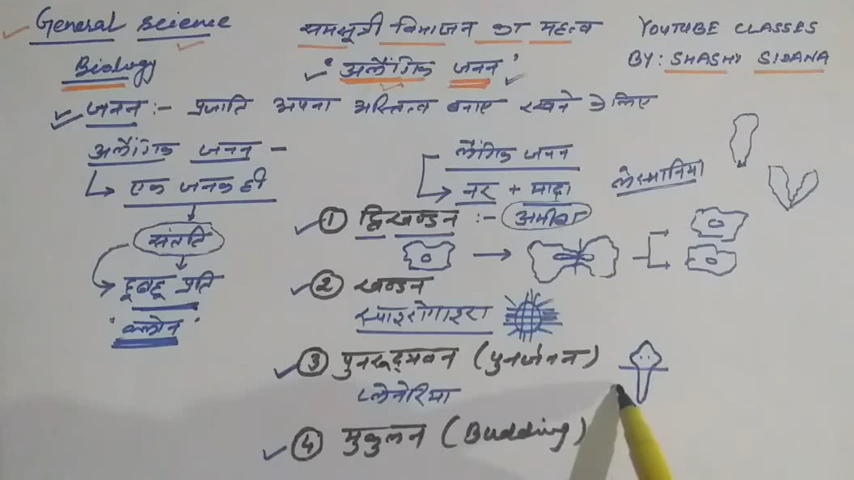 General science
समसूत्री विभाजन का महत्व
YOUTUBE CLASSES
Biology
"अलैंगिक जनन"
BY: SHASHI SIDANA
जनन :- प्रजाति अपना अस्तित्व बनाए रखने के लिए
अलैंगिक जनन -
एक जनक ही
संतति
हूबहू प्रति
"क्लोन"
लैंगिक जनन
नर + मादा
लेस्मानिया
① द्विखण्डन :- अमीबा
② खण्डन
स्पाइरोगाइरा
③ पुनरुद्भवन (पुनर्जनन)
प्लेनेरिया
④ मुकुलन (Budding)